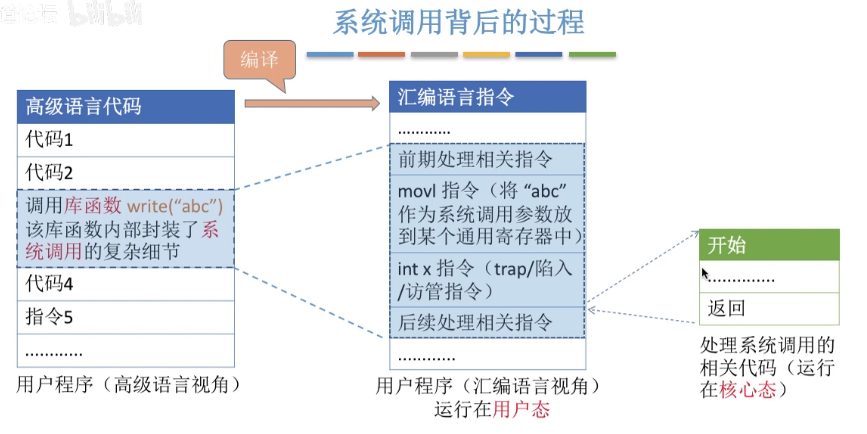 系统调用背后的过程
编译
高级语言代码
代码1
代码2
调用库函数 write(“abc”)
该库函数内部封装了系
统调用的复杂细节
代码4
指令5
…………
用户程序（高级语言视角）
汇编语言指令
…………
前期处理相关指令
movl 指令（将 “abc”
作为系统调用参数放
到某个通用寄存器中）
int x 指令（trap/陷入
/访管指令）
后续处理相关指令
…………
用户程序（汇编语言视角）
运行在用户态
开始
…………..
返回
处理系统调用的
相关代码（运行
在核心态）
bilibili